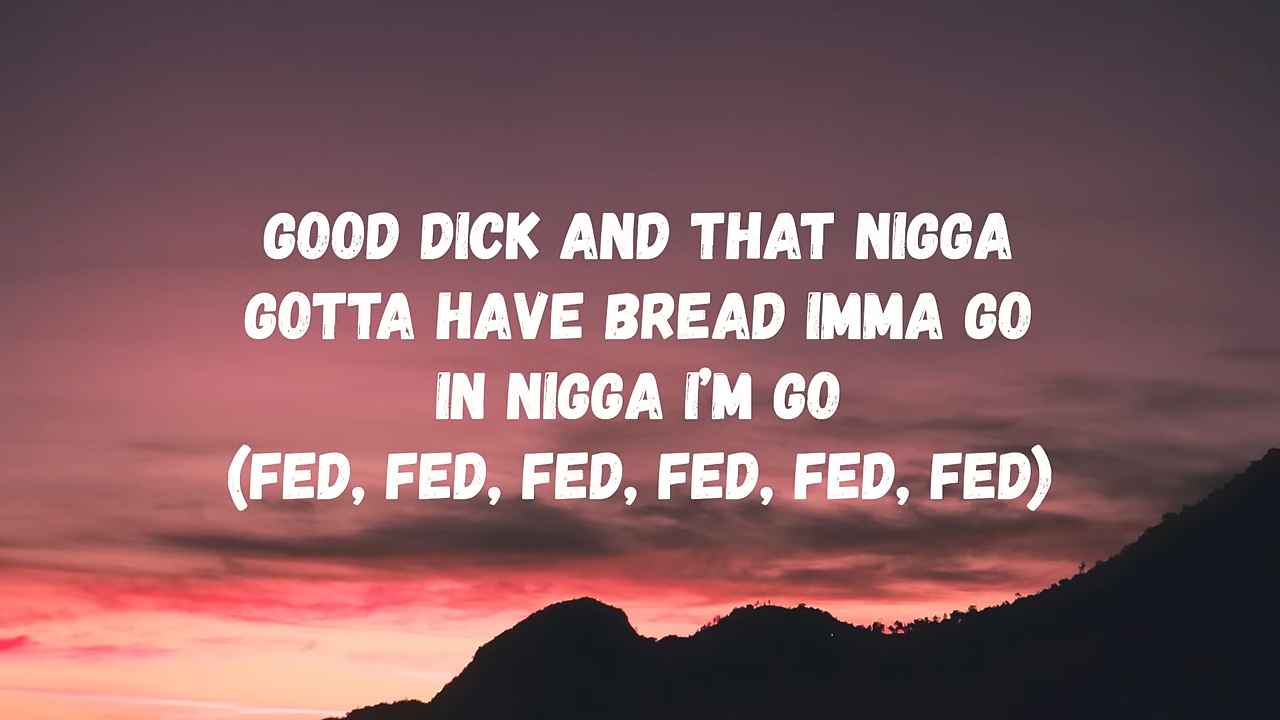 GOOD DICK AND THAT NIGGA
GOTTA HAVE BREAD IMMA GO
IN NIGGA I'M GO
(FED, FED, FED, FED, FED, FED)